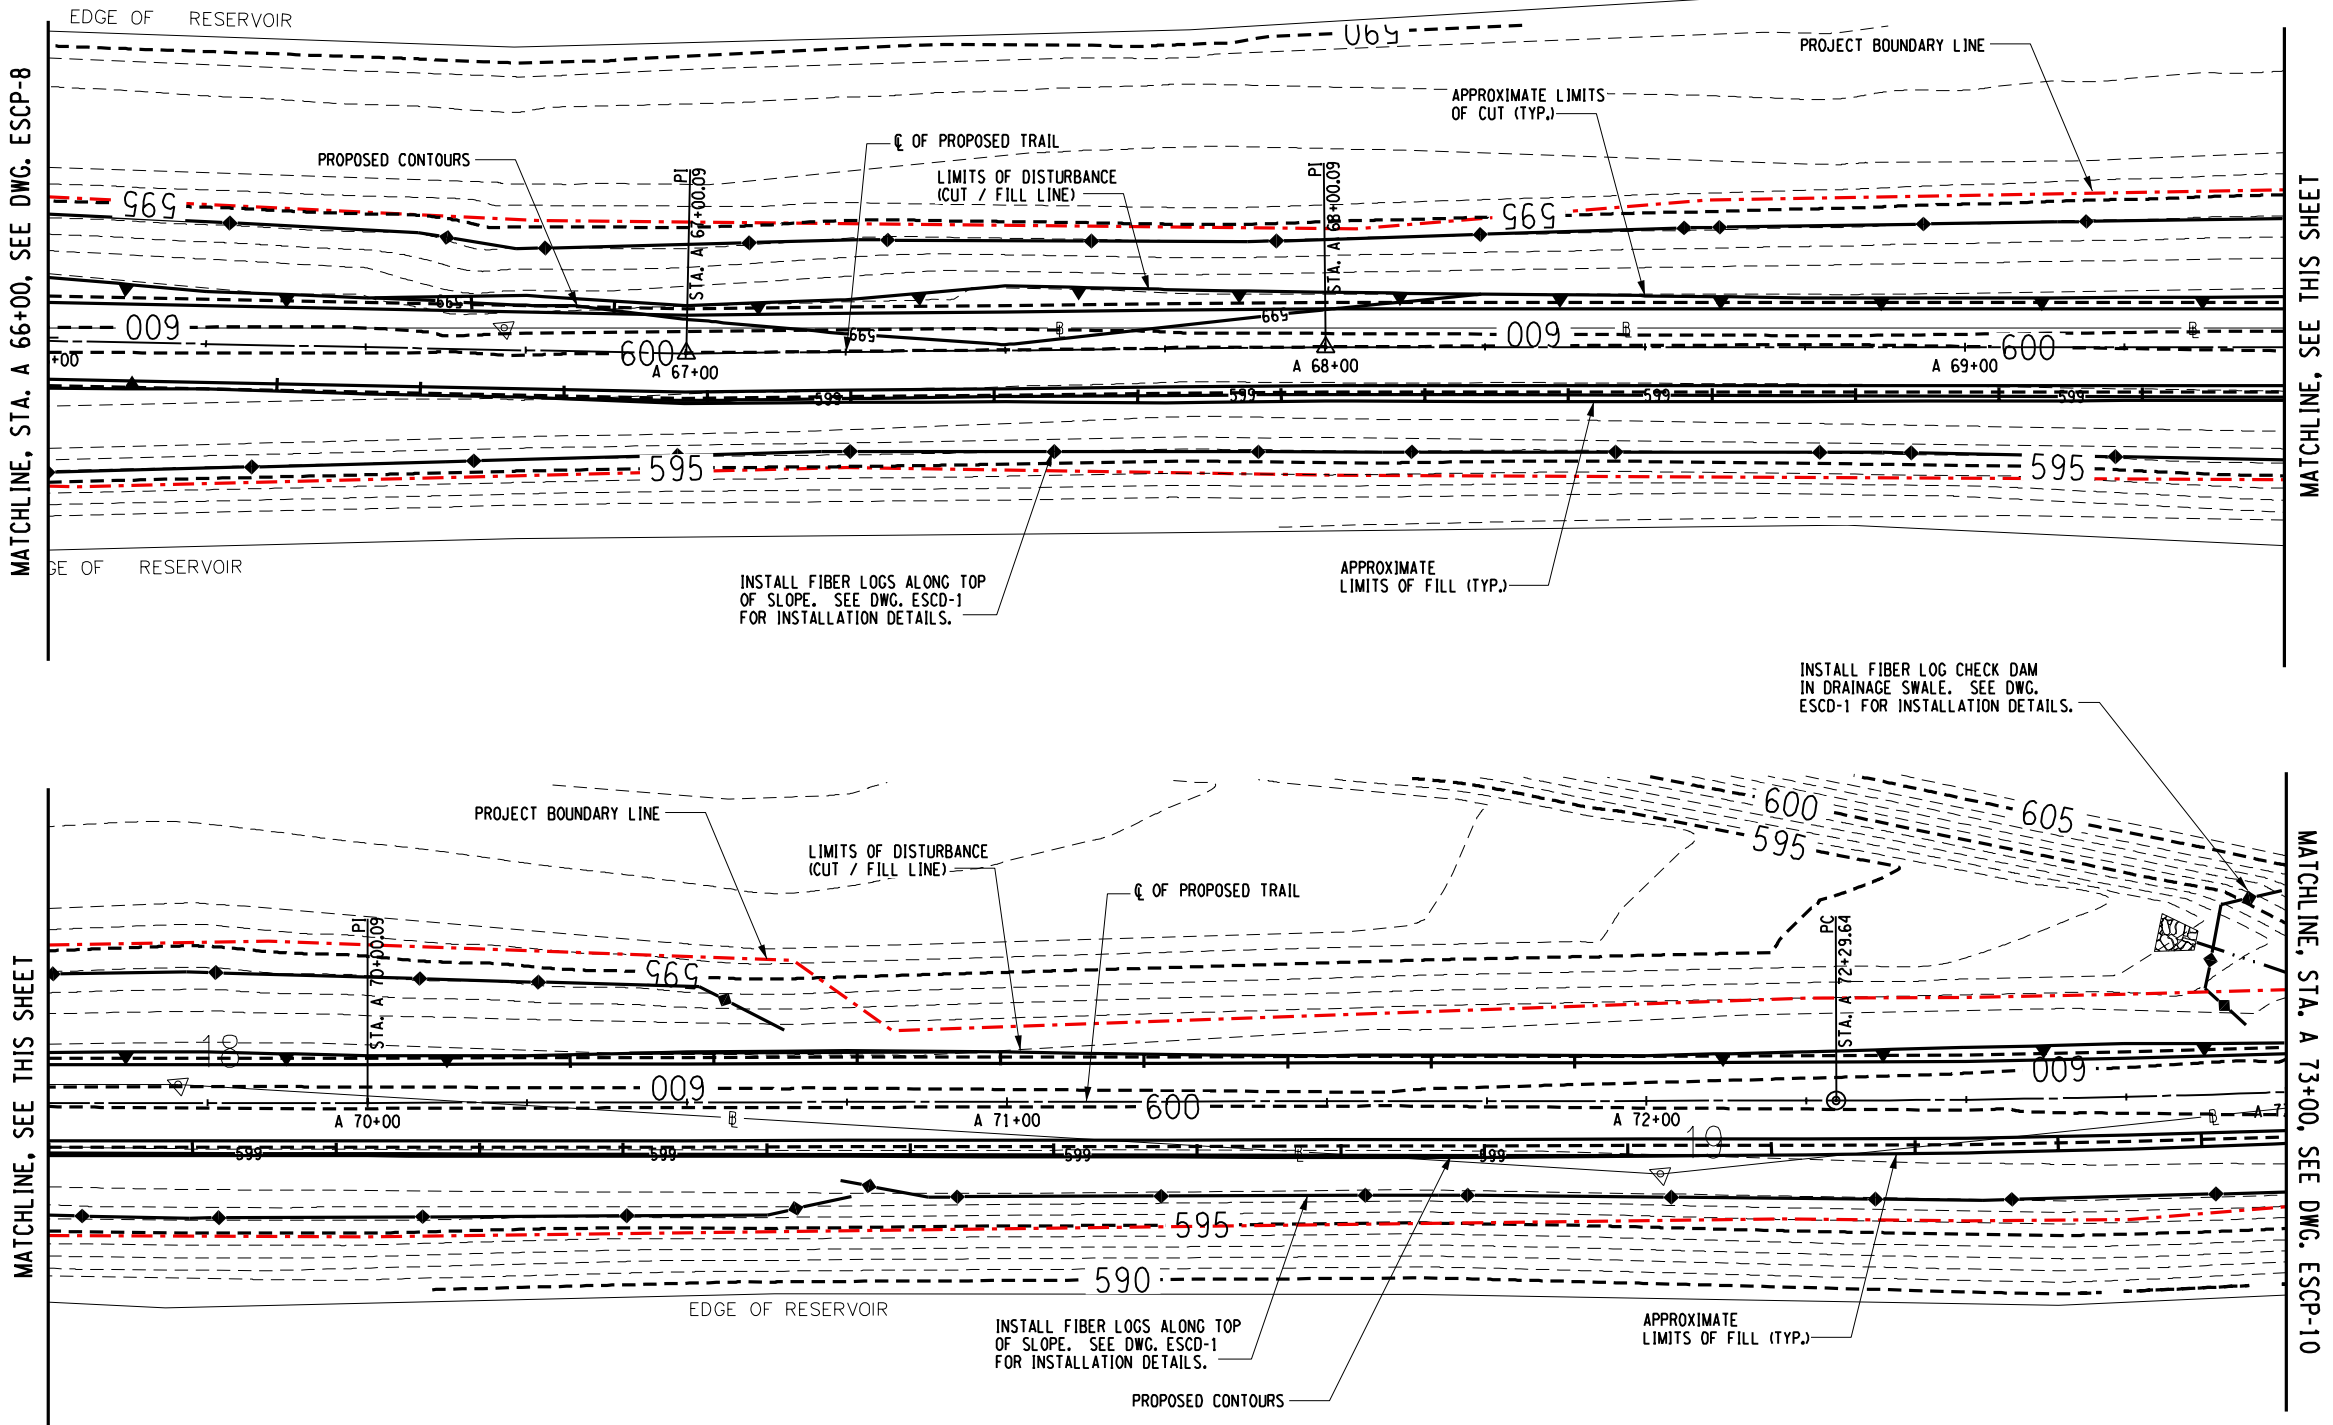 EDGE OF RESERVOIR
590
PROJECT BOUNDARY LINE
APPROXIMATE LIMITS
OF CUT (TYP.)
℄ OF PROPOSED TRAIL
PROPOSED CONTOURS
LIMITS OF DISTURBANCE
(CUT / FILL LINE)
PI
STA. A 67+00.09
PI
STA. A 68+00.09
MATCHLINE, STA. A 66+00, SEE DWG. ESCP-8
MATCHLINE, SEE THIS SHEET
595
595
599
599
599
600
600
600
600
+00
A 67+00
A 68+00
A 69+00
599
599
599
599
595
595
GE OF RESERVOIR
INSTALL FIBER LOGS ALONG TOP
OF SLOPE. SEE DWG. ESCD-1
FOR INSTALLATION DETAILS.
APPROXIMATE
LIMITS OF FILL (TYP.)
INSTALL FIBER LOG CHECK DAM
IN DRAINAGE SWALE. SEE DWG.
ESCD-1 FOR INSTALLATION DETAILS.
PROJECT BOUNDARY LINE
LIMITS OF DISTURBANCE
(CUT / FILL LINE)
℄ OF PROPOSED TRAIL
600
605
595
PI
STA. A 70+00.09
PC
STA. A 72+29.64
MATCHLINE, SEE THIS SHEET
MATCHLINE, STA. A 73+00, SEE DWG. ESCP-10
595
18
600
600
600
A 70+00
A 71+00
A 72+00
A 7
19
599
599
599
599
595
590
EDGE OF RESERVOIR
INSTALL FIBER LOGS ALONG TOP
OF SLOPE. SEE DWG. ESCD-1
FOR INSTALLATION DETAILS.
APPROXIMATE
LIMITS OF FILL (TYP.)
PROPOSED CONTOURS